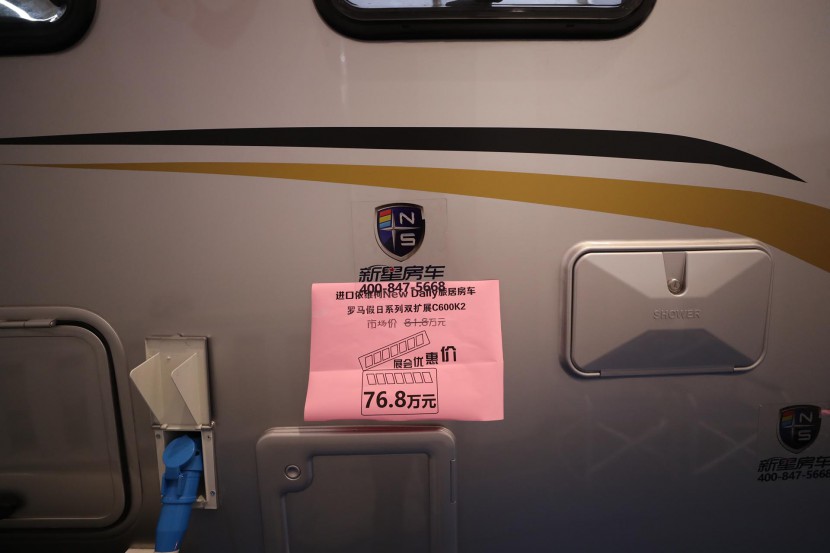 NS
新星房车
400-847-5668
进口依维柯New Daily旅居房车
罗马假日系列双扩展C600K2
市场价 81.8万元
展会优惠价
76.8万元
SHOWER
NS
新星房车
400-847-5668